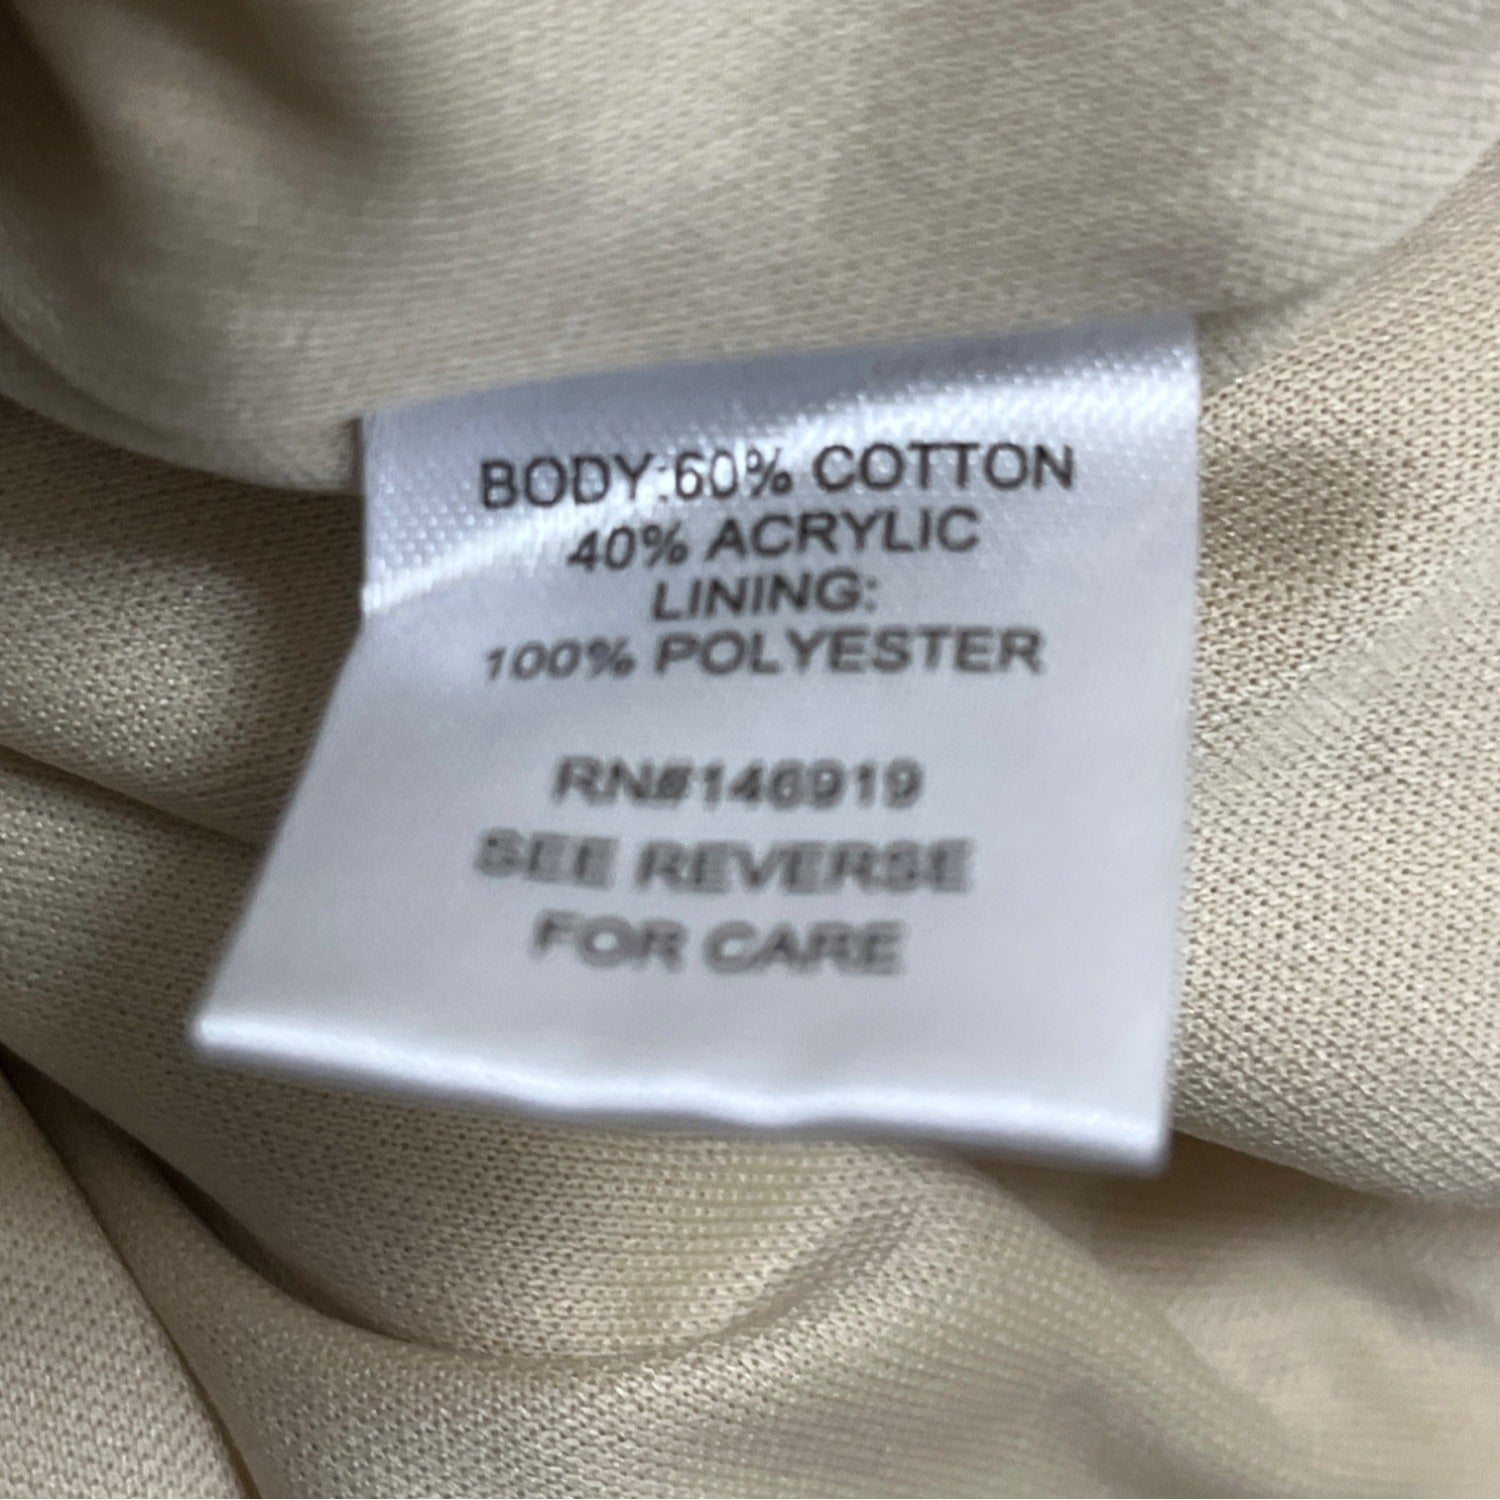 BODY:60% COTTON
40% ACRYLIC
LINING:
100% POLYESTER
RN#146919
SEE REVERSE
FOR CARE